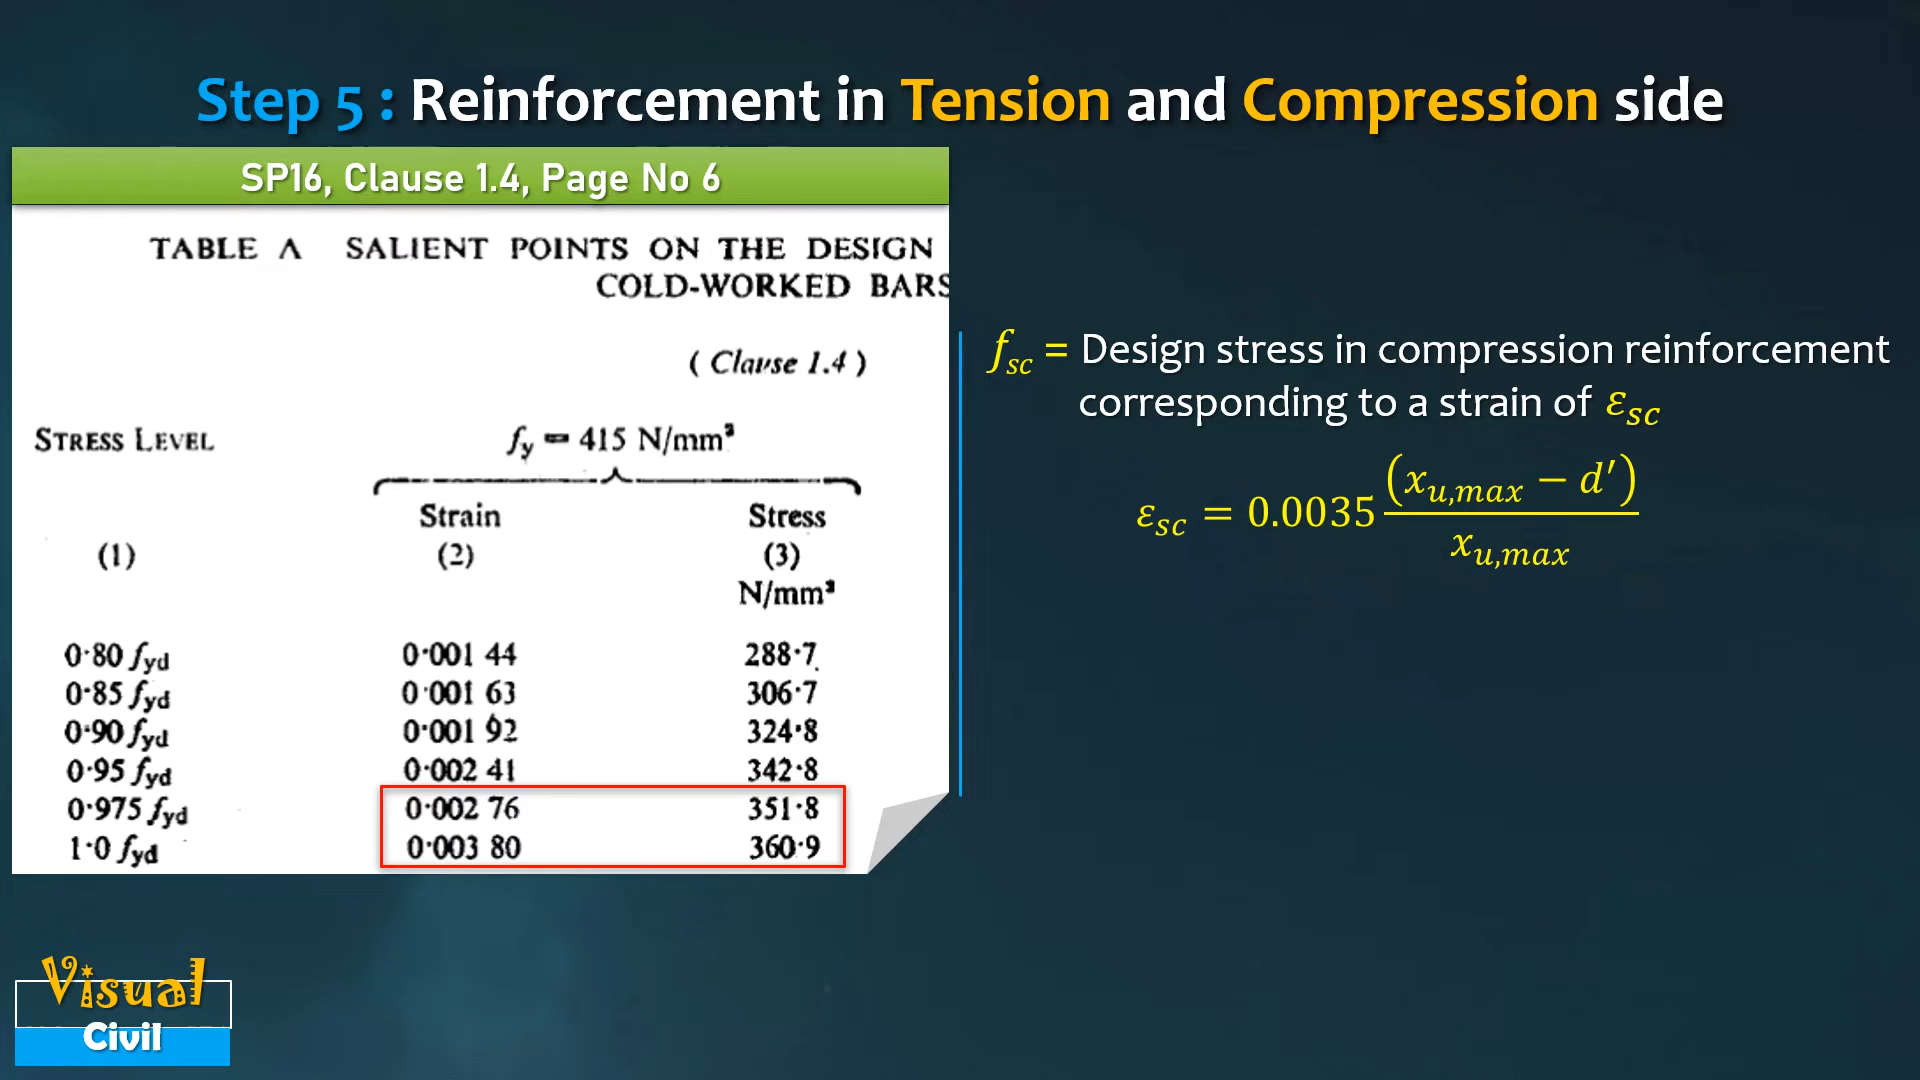 Step 5 : Reinforcement in Tension and Compression side
SP16, Clause 1.4, Page No 6
TABLE A SALIENT POINTS ON THE DESIGN
COLD-WORKED BARS
( Clause 1.4 )
STRESS LEVEL fy = 415 N/mm²
Strain Stress
(1) (2) (3)
N/mm²
0·80 fyd 0·001 44 288·7
0·85 fyd 0·001 63 306·7
0·90 fyd 0·001 92 324·8
0·95 fyd 0·002 41 342·8
0·975 fyd 0·002 76 351·8
1·0 fyd 0·003 80 360·9
fsc = Design stress in compression reinforcement
corresponding to a strain of εsc
εsc = 0.0035 (xu,max − d′) / xu,max
Visual
Civil